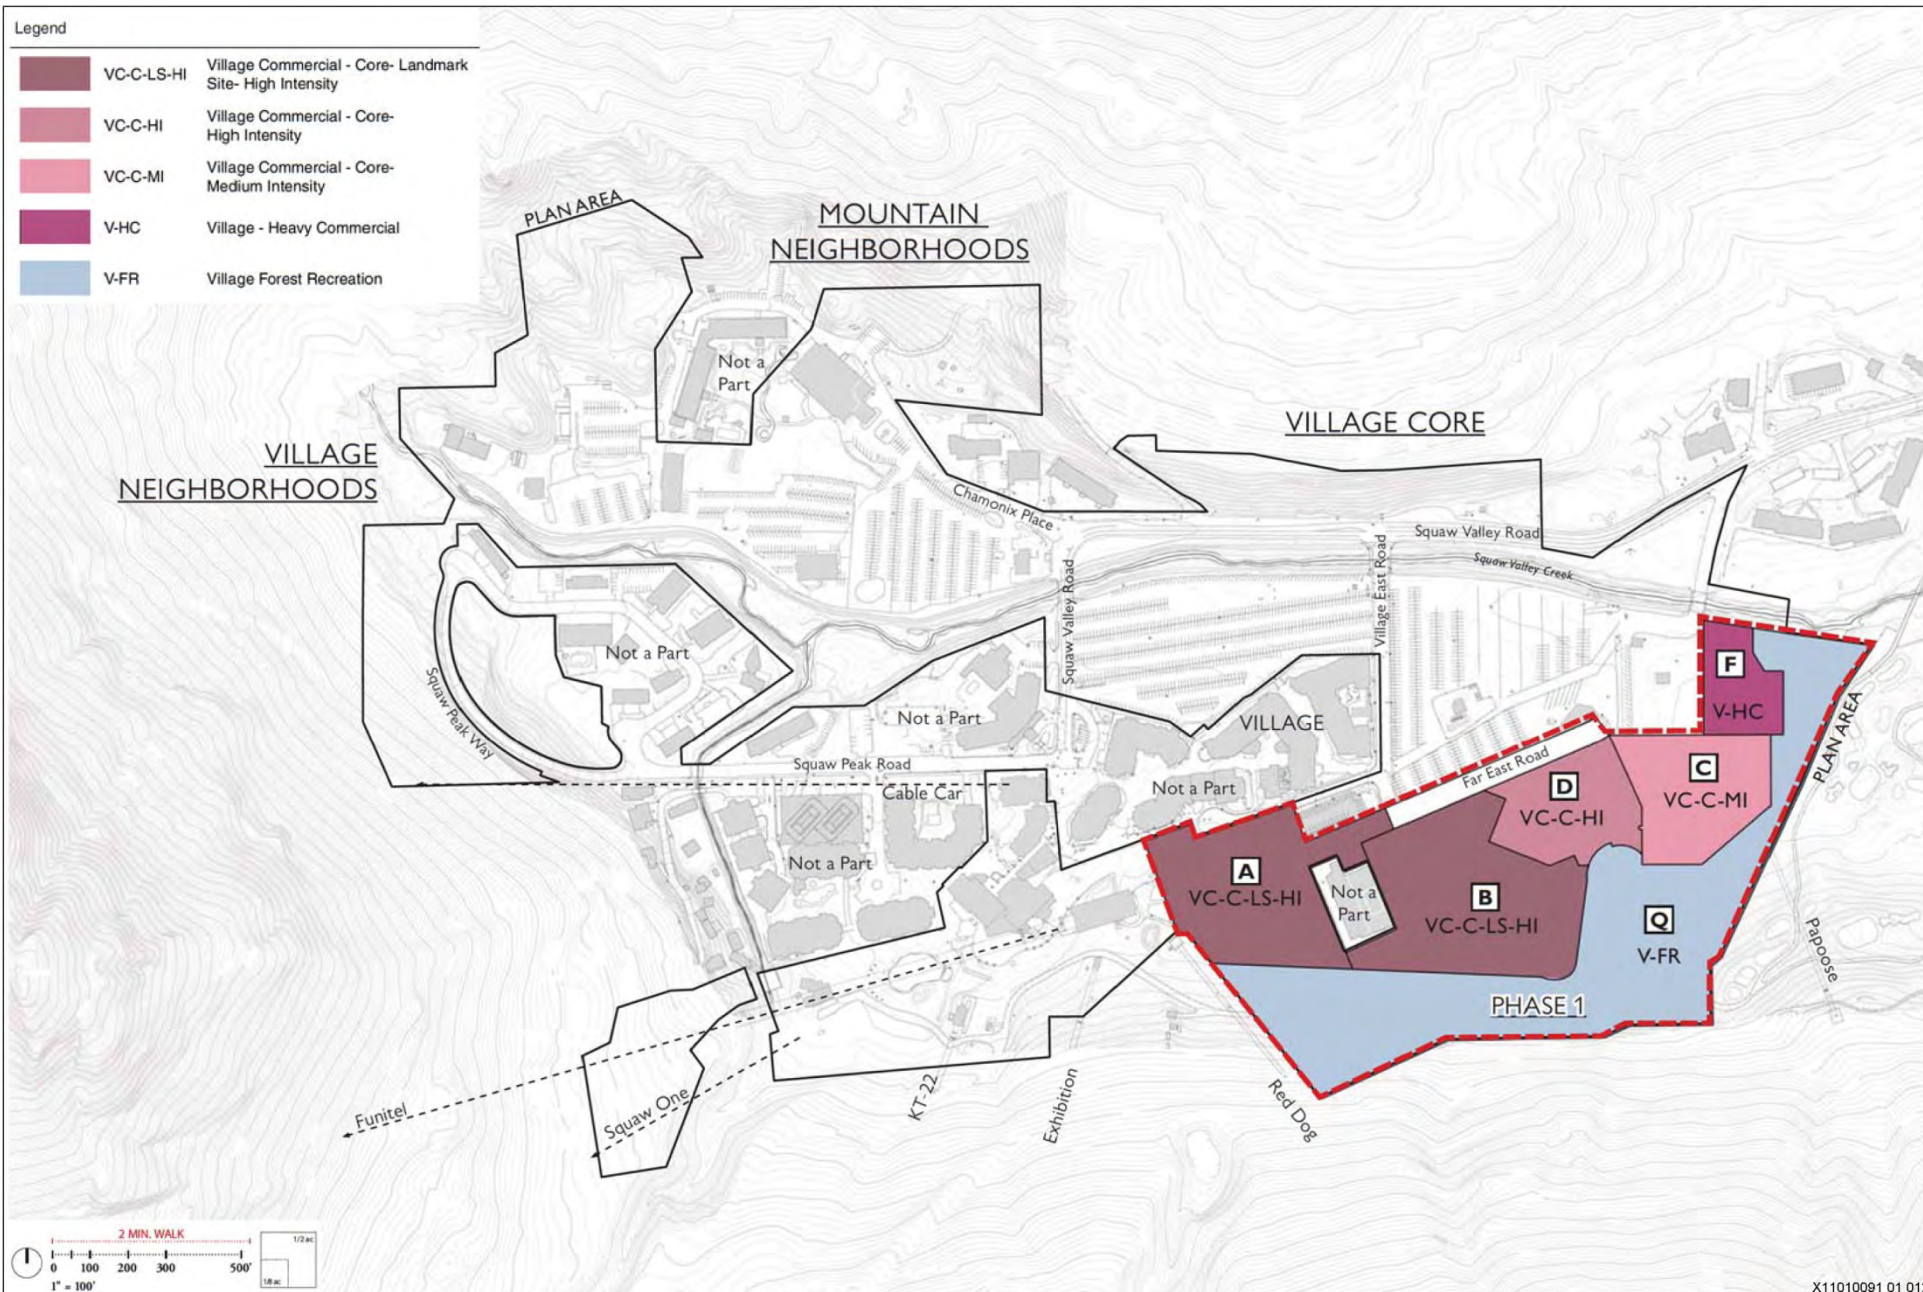 Legend
VC-C-LS-HI
Village Commercial - Core- Landmark
Site- High Intensity
VC-C-HI
Village Commercial - Core-
High Intensity
VC-C-MI
Village Commercial - Core-
Medium Intensity
V-HC
Village - Heavy Commercial
V-FR
Village Forest Recreation
PLAN AREA
MOUNTAIN
NEIGHBORHOODS
Not a
Part
VILLAGE CORE
VILLAGE
NEIGHBORHOODS
Chamonix Place
Squaw Valley Road
Squaw Valley Creek
Squaw Valley Road
Village East Road
Not a Part
Squaw Peak Way
Not a Part
VILLAGE
Squaw Peak Road
Cable Car
Not a Part
Not a Part
Far East Road
F
V-HC
PLAN AREA
C
VC-C-MI
D
VC-C-HI
A
VC-C-LS-HI
Not a
Part
B
VC-C-LS-HI
Q
V-FR
Papoose
PHASE 1
Funitel
Squaw One
KT-22
Exhibition
Red Dog
2 MIN. WALK
0 100 200 300 500'
1" = 100'
1/2 ac
1/8 ac
X11010091 01 012